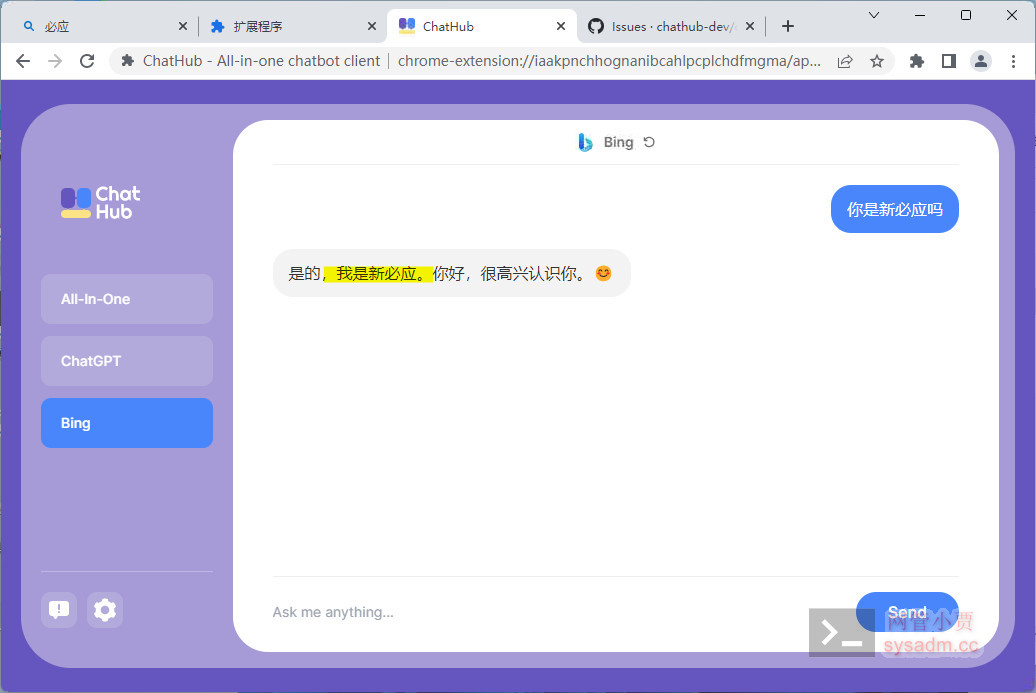 必应
扩展程序
ChatHub
Issues · chathub-dev/
ChatHub - All-in-one chatbot client
chrome-extension://iaakpnchhognanibcahlpcplchdfmgma/ap...
Chat
Hub
All-In-One
ChatGPT
Bing
Bing
你是新必应吗
是的，我是新必应。你好，很高兴认识你。😊
Ask me anything...
Send
网管小贾
sysadm.cc